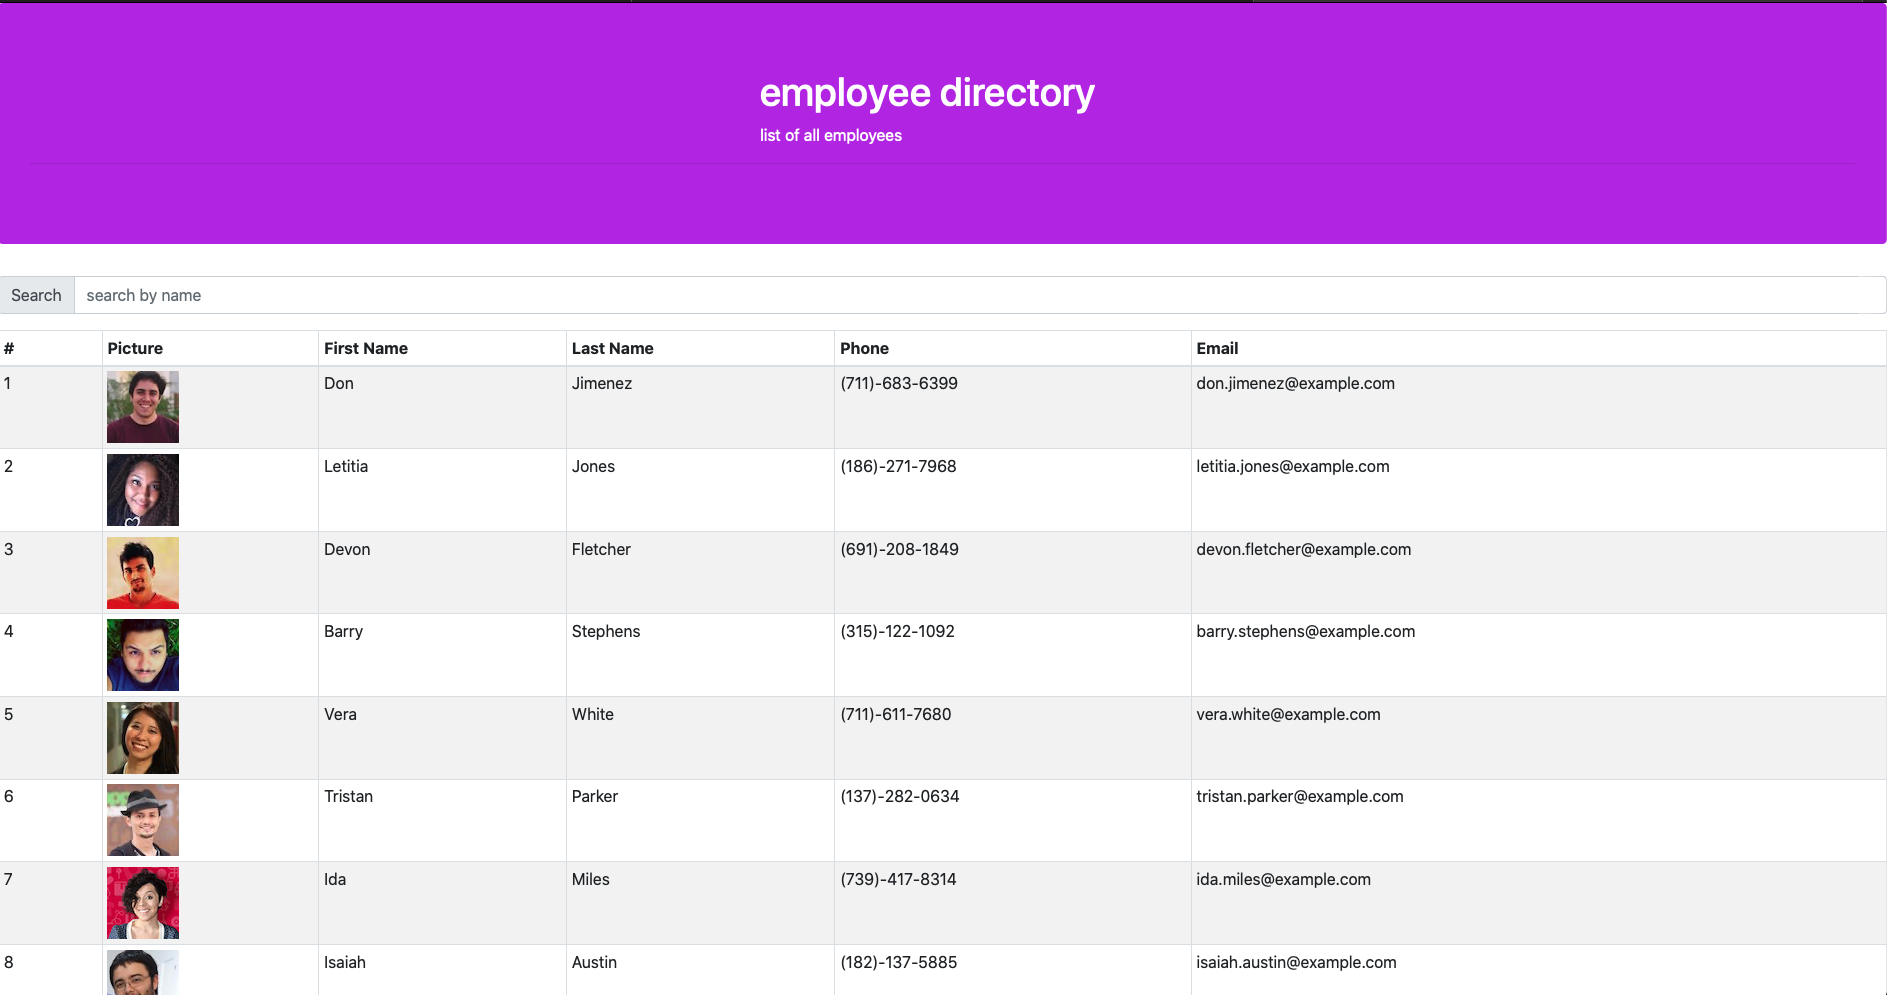 employee directory
list of all employees
Search search by name
# Picture First Name Last Name Phone Email
1 Don Jimenez (711)-683-6399 don.jimenez@example.com
2 Letitia Jones (186)-271-7968 letitia.jones@example.com
3 Devon Fletcher (691)-208-1849 devon.fletcher@example.com
4 Barry Stephens (315)-122-1092 barry.stephens@example.com
5 Vera White (711)-611-7680 vera.white@example.com
6 Tristan Parker (137)-282-0634 tristan.parker@example.com
7 Ida Miles (739)-417-8314 ida.miles@example.com
8 Isaiah Austin (182)-137-5885 isaiah.austin@example.com